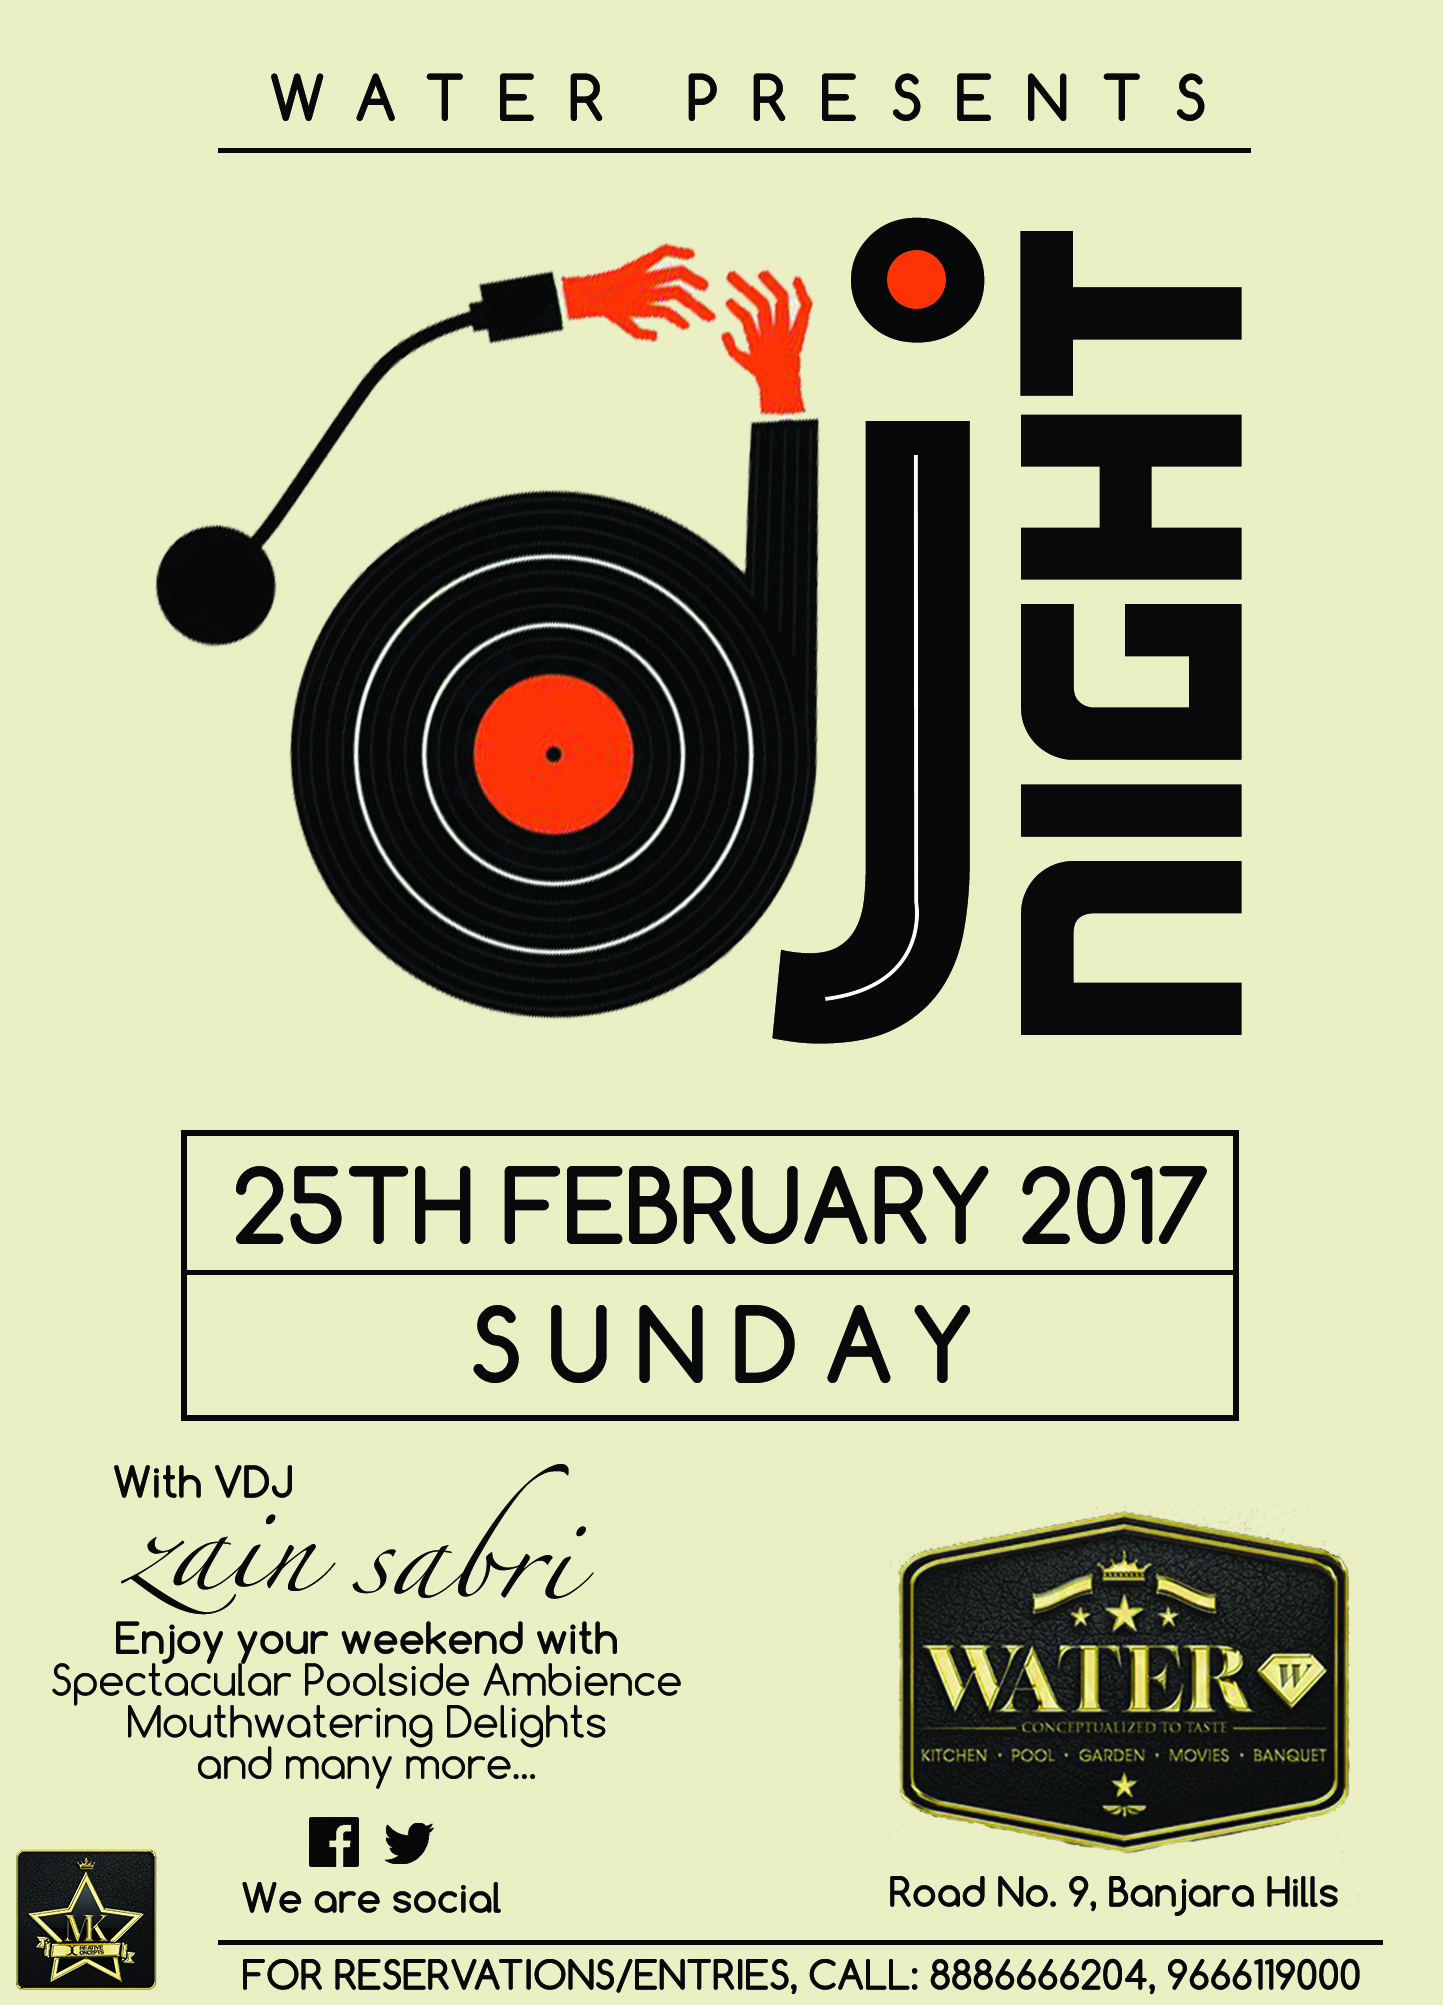 WATER PRESENTS
dj NIGHT
25TH FEBRUARY 2017
SUNDAY
With VDJ
zain sabri
Enjoy your weekend with
Spectacular Poolside Ambience
Mouthwatering Delights
and many more...
We are social
WATER W
CONCEPTUALIZED TO TASTE
KITCHEN • POOL • GARDEN • MOVIES • BANQUET
Road No. 9, Banjara Hills
MK
FOR RESERVATIONS/ENTRIES, CALL: 8886666204, 9666119000